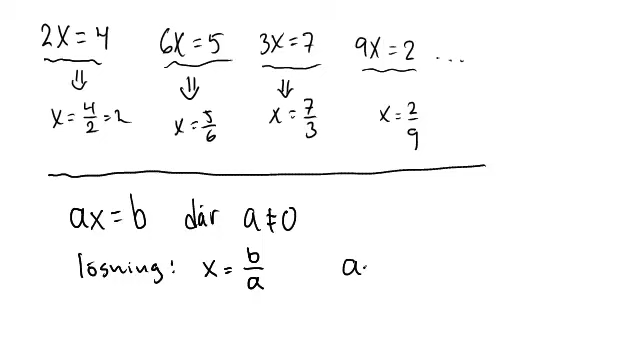 2x = 4 6x = 5 3x = 7 9x = 2 ...
⇓ ⇓ ⇓
x = 4/2 = 2 x = 5/6 x = 7/3 x = 2/9
ax = b där a ≠ 0
lösning: x = b/a a·